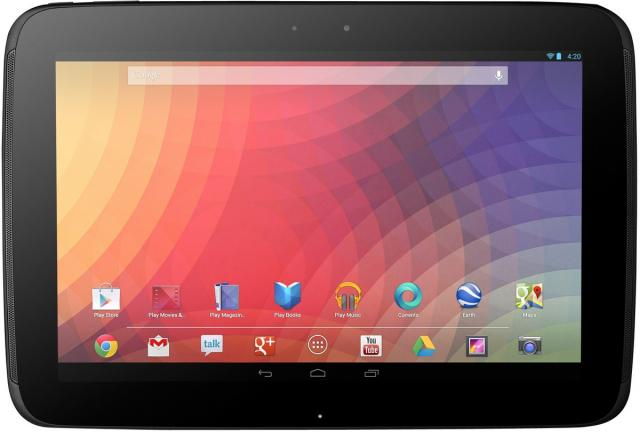 4:20
Google
Play Store
Play Movies &..
Play Magazin..
Play Books
Play Music
Currents
Earth
Maps
talk
g+
You
Tube